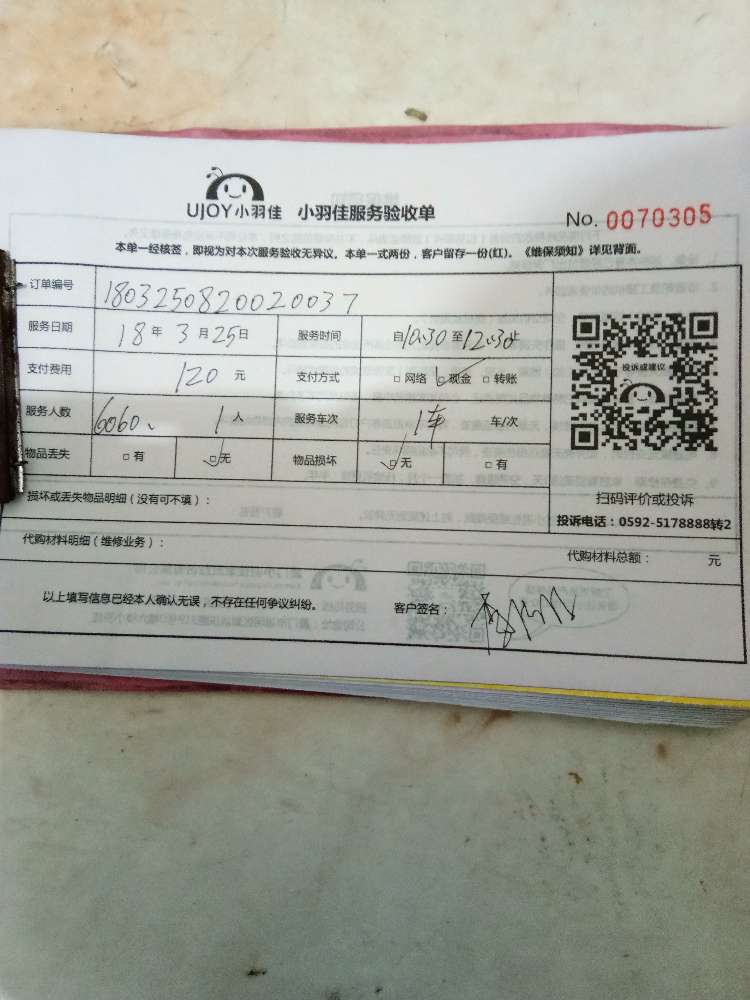 UJOY小羽佳 小羽佳服务验收单 No. 0070305
本单一经核签，即视为对本次服务验收无异议。本单一式两份，客户留存一份(红)。《维保须知》详见背面。
订单编号 1803250820020037
服务日期 18年 3月25日 服务时间 自10:30至12:30止
支付费用 120元 支付方式 □网络 □现金 □转账
服务人数 6060、 1人 服务车次 1车 车/次
物品丢失 □有 □无 物品损坏 □无 □有
投诉或建议
扫码评价或投诉
投诉电话：0592-5178888转2
损坏或丢失物品明细（没有可不填）：
代购材料明细（维修业务）： 代购材料总额： 元
以上填写信息已经本人确认无误，不存在任何争议纠纷。 客户签名：